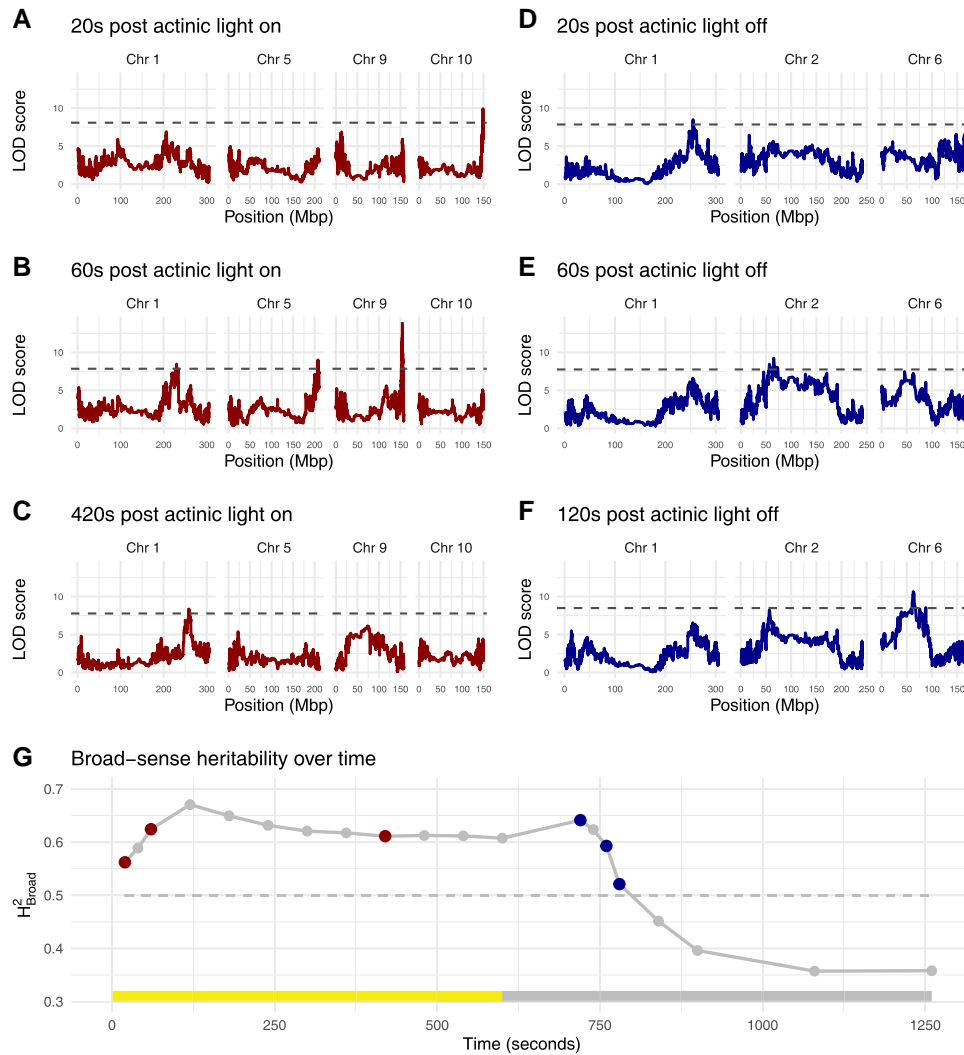 A 20s post actinic light on
Chr 1 Chr 5 Chr 9 Chr 10
LOD score
10
5
0
0 100 200 300 0 50 100 150 200 0 50 100 150 0 50 100 150
Position (Mbp)
D 20s post actinic light off
Chr 1 Chr 2 Chr 6
LOD score
10
5
0
0 100 200 300 0 50 100 150 200 250 0 50 100 150
Position (Mbp)
B 60s post actinic light on
Chr 1 Chr 5 Chr 9 Chr 10
LOD score
10
5
0
0 100 200 300 0 50 100 150 200 0 50 100 150 0 50 100 150
Position (Mbp)
E 60s post actinic light off
Chr 1 Chr 2 Chr 6
LOD score
10
5
0
0 100 200 300 0 50 100 150 200 250 0 50 100 150
Position (Mbp)
C 420s post actinic light on
Chr 1 Chr 5 Chr 9 Chr 10
LOD score
10
5
0
0 100 200 300 0 50 100 150 200 0 50 100 150 0 50 100 150
Position (Mbp)
F 120s post actinic light off
Chr 1 Chr 2 Chr 6
LOD score
10
5
0
0 100 200 300 0 50 100 150 200 250 0 50 100 150
Position (Mbp)
G Broad−sense heritability over time
H²Broad
0.7
0.6
0.5
0.4
0.3
0 250 500 750 1000 1250
Time (seconds)